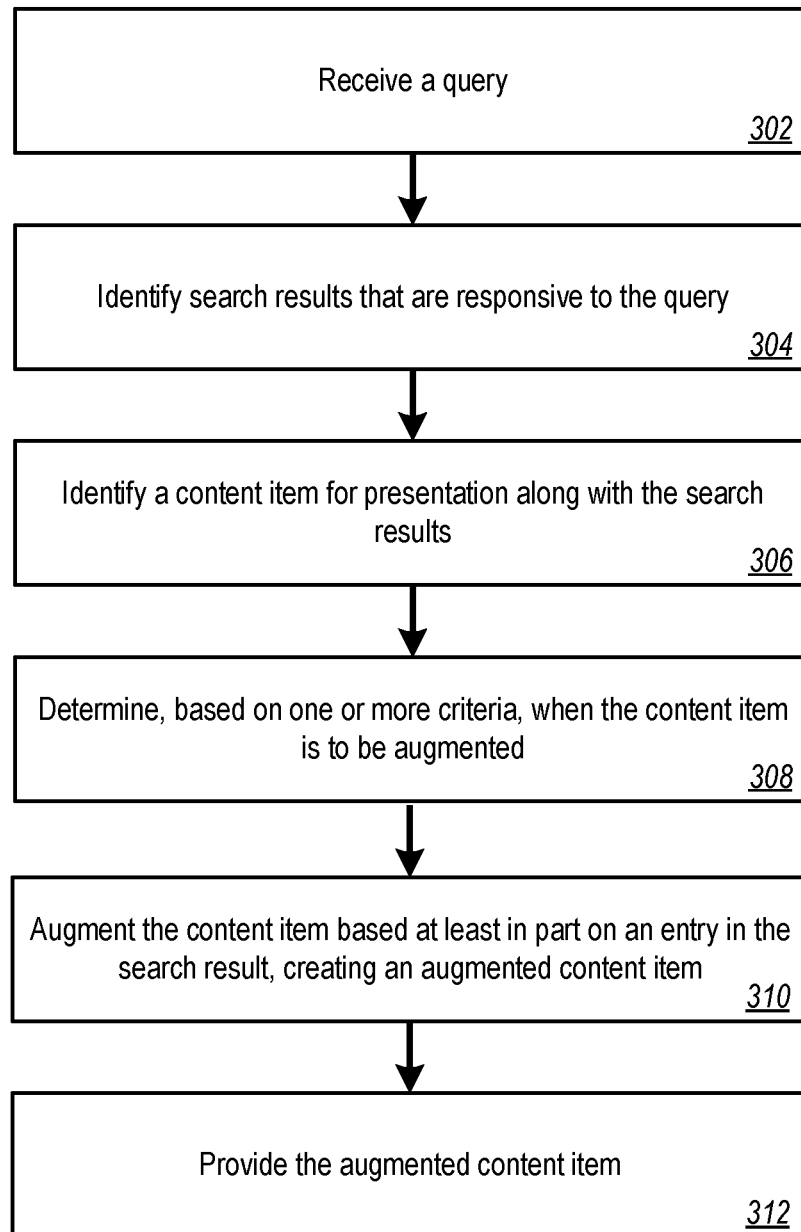 Receive a query
302
Identify search results that are responsive to the query
304
Identify a content item for presentation along with the search
results
306
Determine, based on one or more criteria, when the content item
is to be augmented
308
Augment the content item based at least in part on an entry in the
search result, creating an augmented content item
310
Provide the augmented content item
312